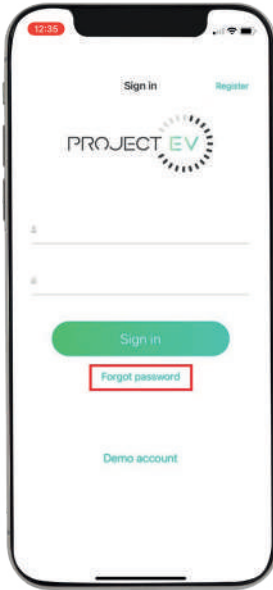 12:35
Sign in
Register
PROJECT EV
Sign in
Forgot password
Demo account